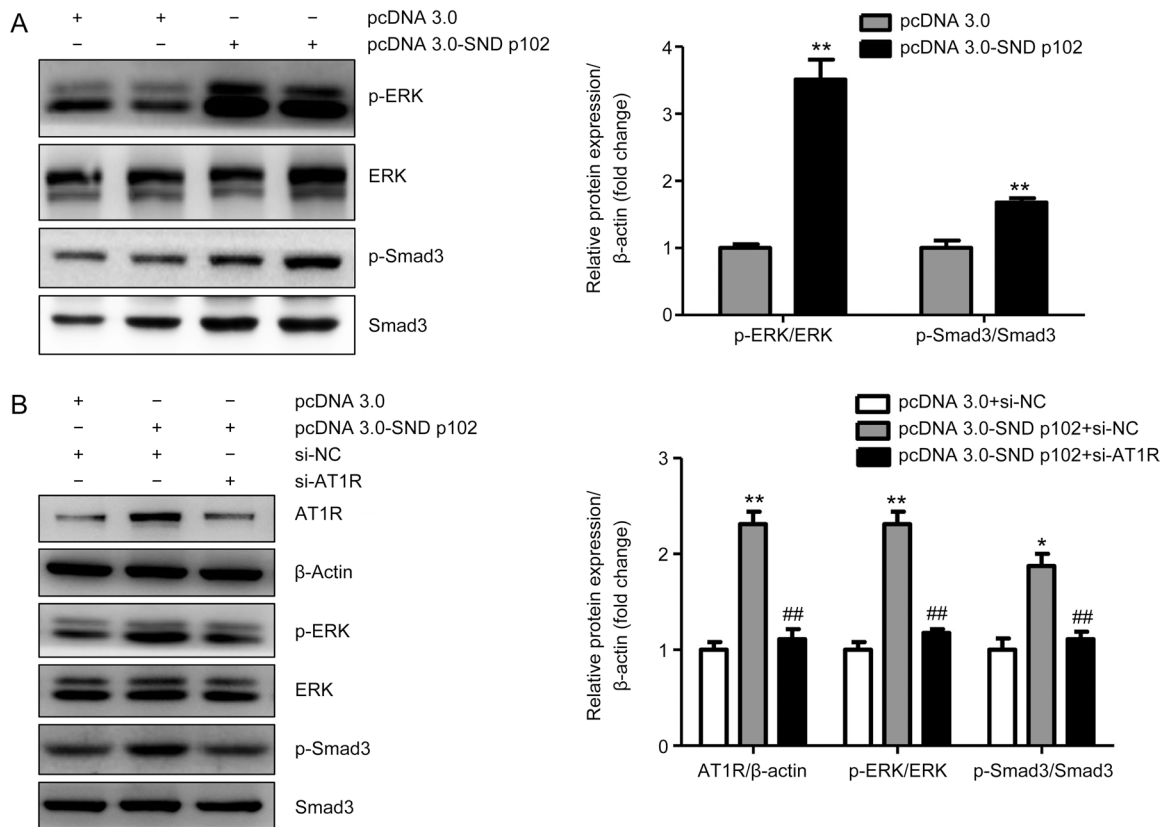 A
+ + – – pcDNA 3.0
– – + + pcDNA 3.0-SND p102
p-ERK
ERK
p-Smad3
Smad3
pcDNA 3.0
pcDNA 3.0-SND p102
Relative protein expression/
β-actin (fold change)
4
3
2
1
0
**
**
p-ERK/ERK p-Smad3/Smad3
B
+ – – pcDNA 3.0
– + + pcDNA 3.0-SND p102
+ + – si-NC
– – + si-AT1R
AT1R
β-Actin
p-ERK
ERK
p-Smad3
Smad3
pcDNA 3.0+si-NC
pcDNA 3.0-SND p102+si-NC
pcDNA 3.0-SND p102+si-AT1R
Relative protein expression/
β-actin (fold change)
3
2
1
0
** ** *
## ## ##
AT1R/β-actin p-ERK/ERK p-Smad3/Smad3